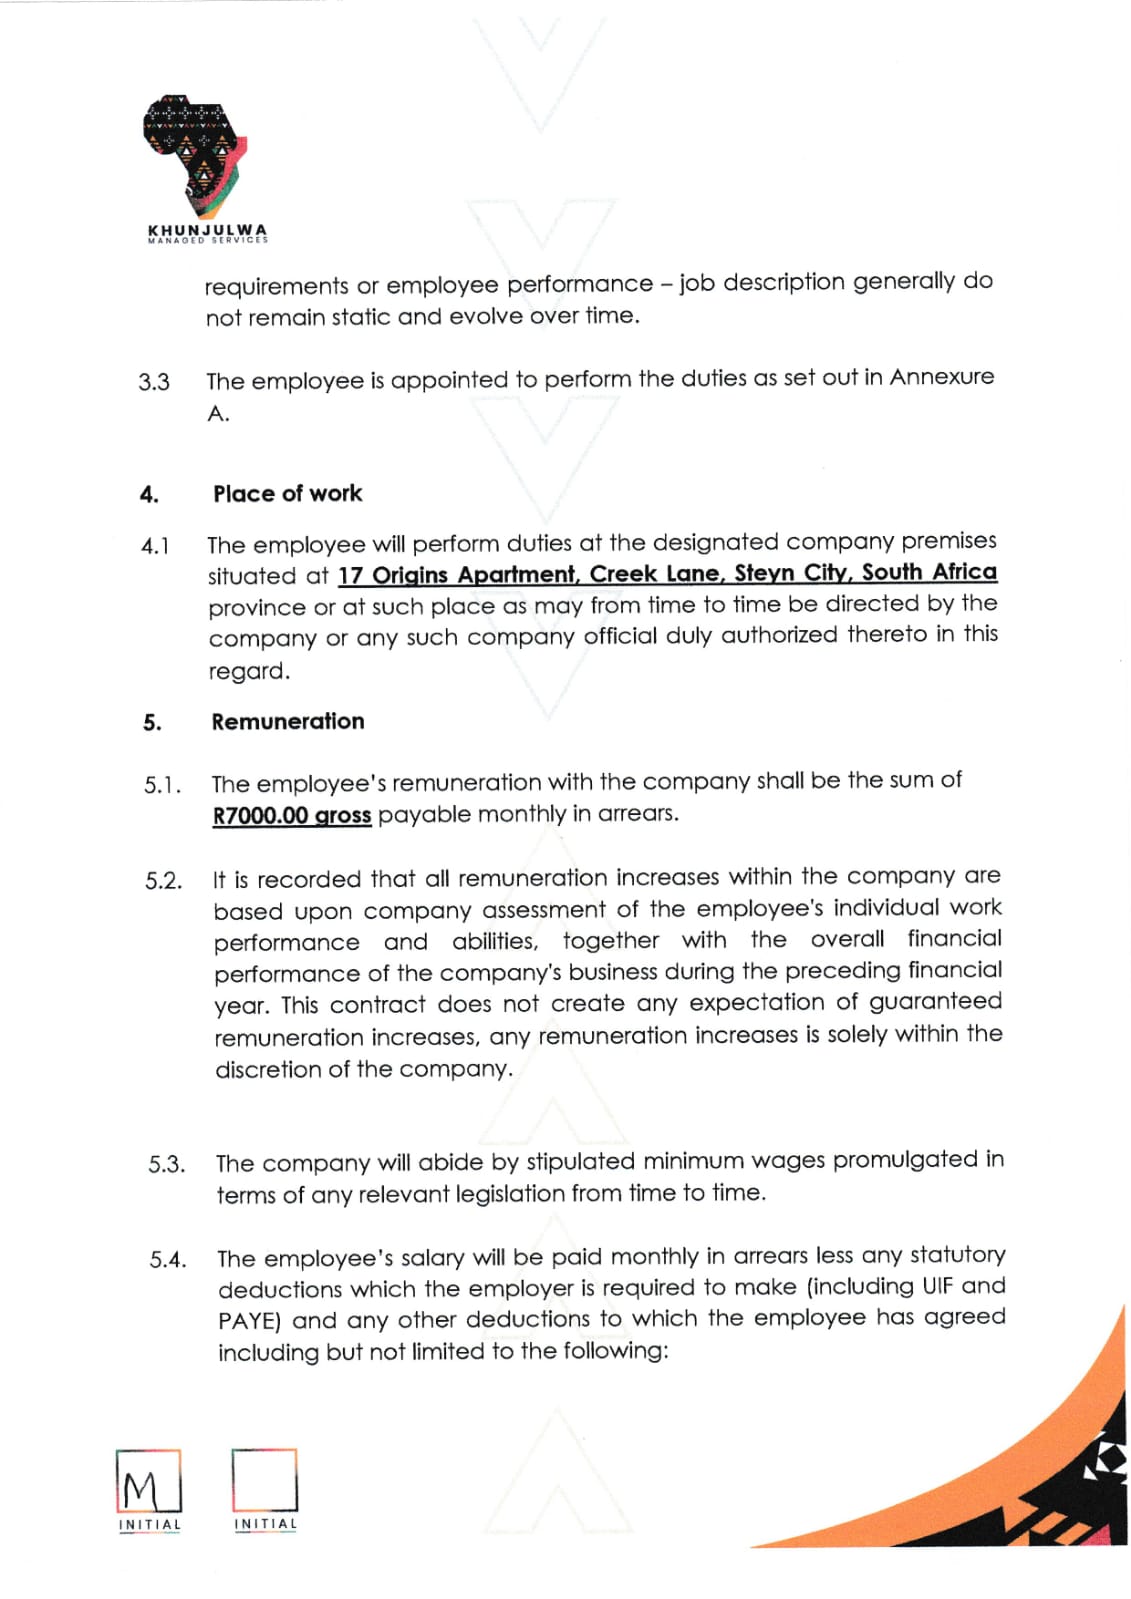 KHUNJULWA
MANAGED SERVICES
requirements or employee performance – job description generally do
not remain static and evolve over time.
3.3 The employee is appointed to perform the duties as set out in Annexure
A.
4. Place of work
4.1 The employee will perform duties at the designated company premises
situated at 17 Origins Apartment, Creek Lane, Steyn City, South Africa
province or at such place as may from time to time be directed by the
company or any such company official duly authorized thereto in this
regard.
5. Remuneration
5.1. The employee's remuneration with the company shall be the sum of
R7000.00 gross payable monthly in arrears.
5.2. It is recorded that all remuneration increases within the company are
based upon company assessment of the employee's individual work
performance and abilities, together with the overall financial
performance of the company's business during the preceding financial
year. This contract does not create any expectation of guaranteed
remuneration increases, any remuneration increases is solely within the
discretion of the company.
5.3. The company will abide by stipulated minimum wages promulgated in
terms of any relevant legislation from time to time.
5.4. The employee's salary will be paid monthly in arrears less any statutory
deductions which the employer is required to make (including UIF and
PAYE) and any other deductions to which the employee has agreed
including but not limited to the following:
M
INITIAL INITIAL